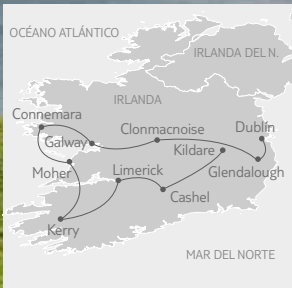 OCÉANO ATLÁNTICO
IRLANDA DEL N.
IRLANDA
Connemara
Clonmacnoise
Dublín
Galway
Kildare
Moher
Limerick
Glendalough
Cashel
Kerry
MAR DEL NORTE